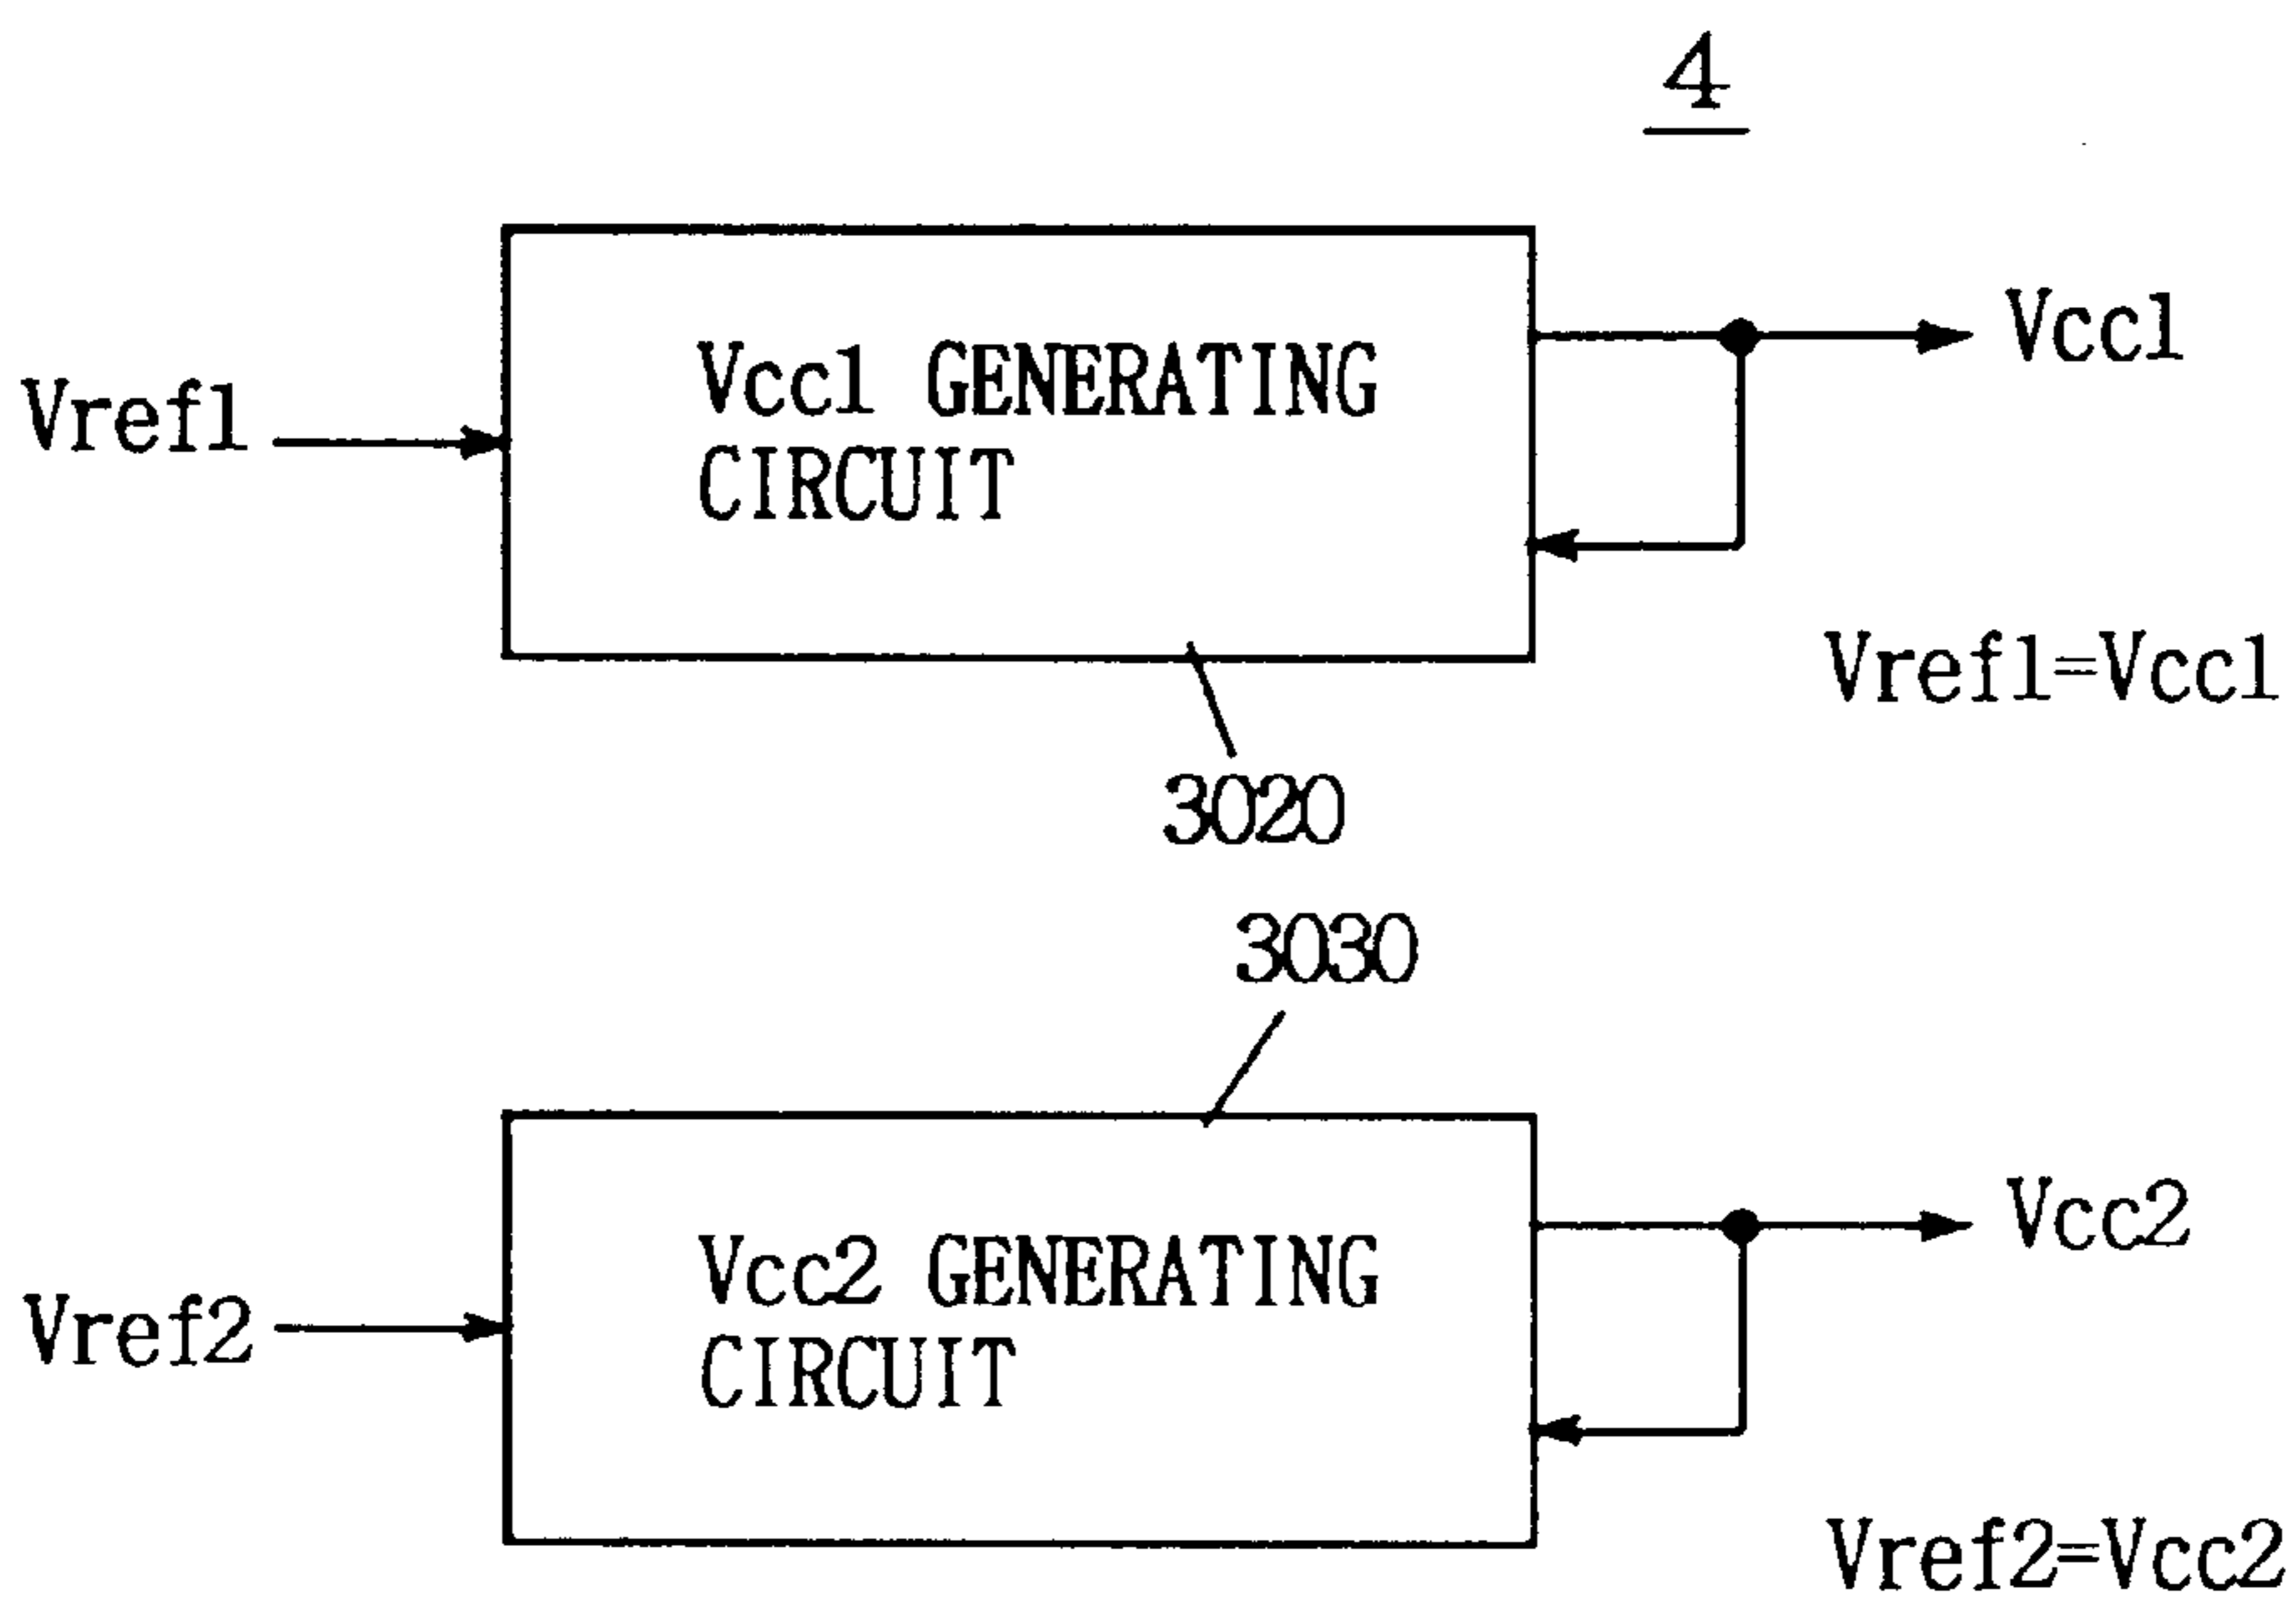 4
Vcc1
Vref1
Vcc1 GENERATING
CIRCUIT
Vref1=Vcc1
3020
3030
Vcc2
Vref2
Vcc2 GENERATING
CIRCUIT
Vref2=Vcc2